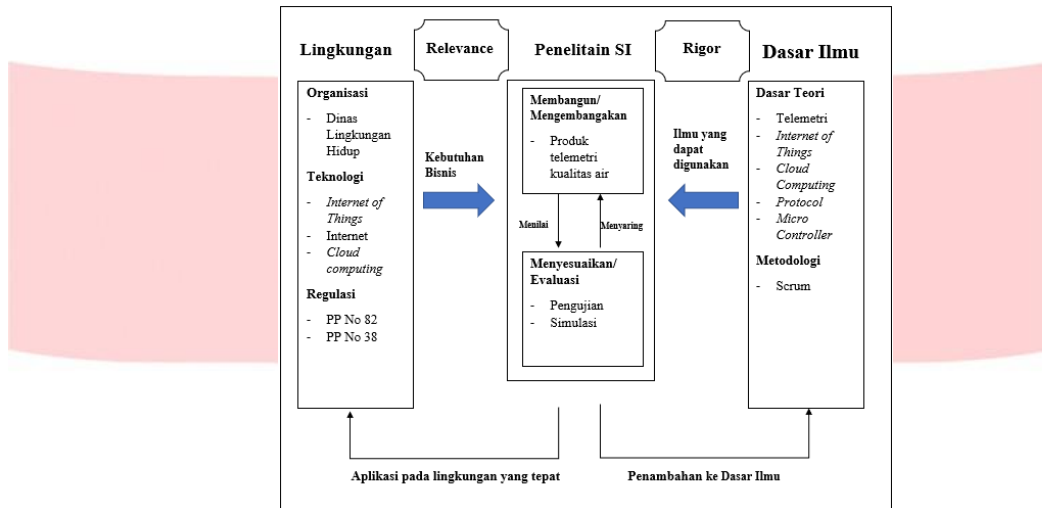 Lingkungan
Relevance
Penelitain SI
Rigor
Dasar Ilmu
Organisasi
- Dinas
Lingkungan
Hidup
Teknologi
- Internet of
Things
- Internet
- Cloud
computing
Regulasi
- PP No 82
- PP No 38
Kebutuhan
Bisnis
Membangun/
Mengembangakan
- Produk
telemetri
kualitas air
Menilai
Menyaring
Menyesuaikan/
Evaluasi
- Pengujian
- Simulasi
Ilmu yang
dapat
digunakan
Dasar Teori
- Telemetri
- Internet of
Things
- Cloud
Computing
- Protocol
- Micro
Controller
Metodologi
- Scrum
Aplikasi pada lingkungan yang tepat
Penambahan ke Dasar Ilmu